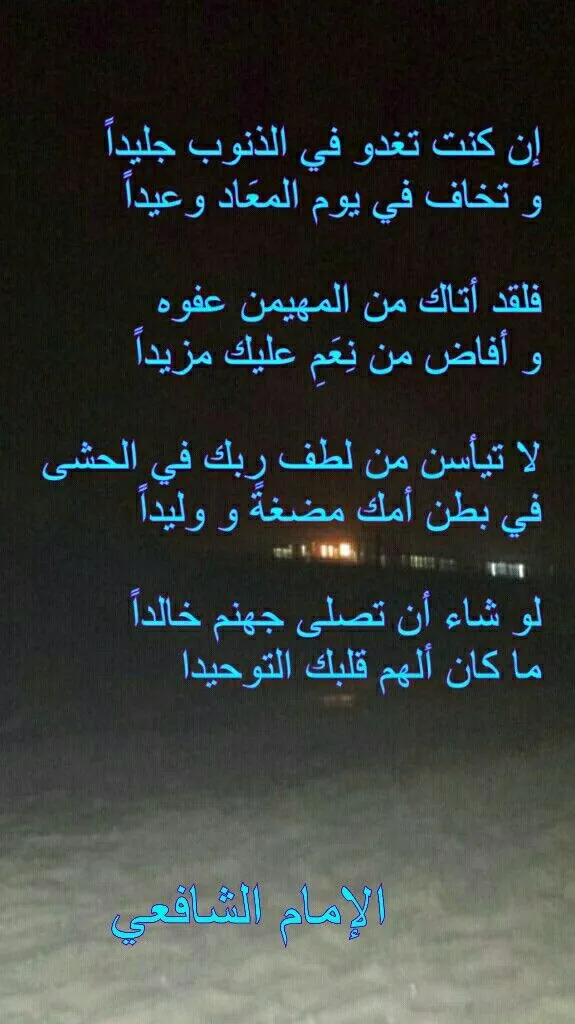 إن كنت تغدو في الذنوب جليداً
و تخاف في يوم المعَاد وعيداً
فلقد أتاك من المهيمن عفوه
و أفاض من نِعَمِ عليك مزيداً
لا تيأسن من لطف ربك في الحشى
في بطن أمك مضغةً و وليداً
لو شاء أن تصلى جهنم خالداً
ما كان ألهم قلبك التوحيدا
الإمام الشافعي